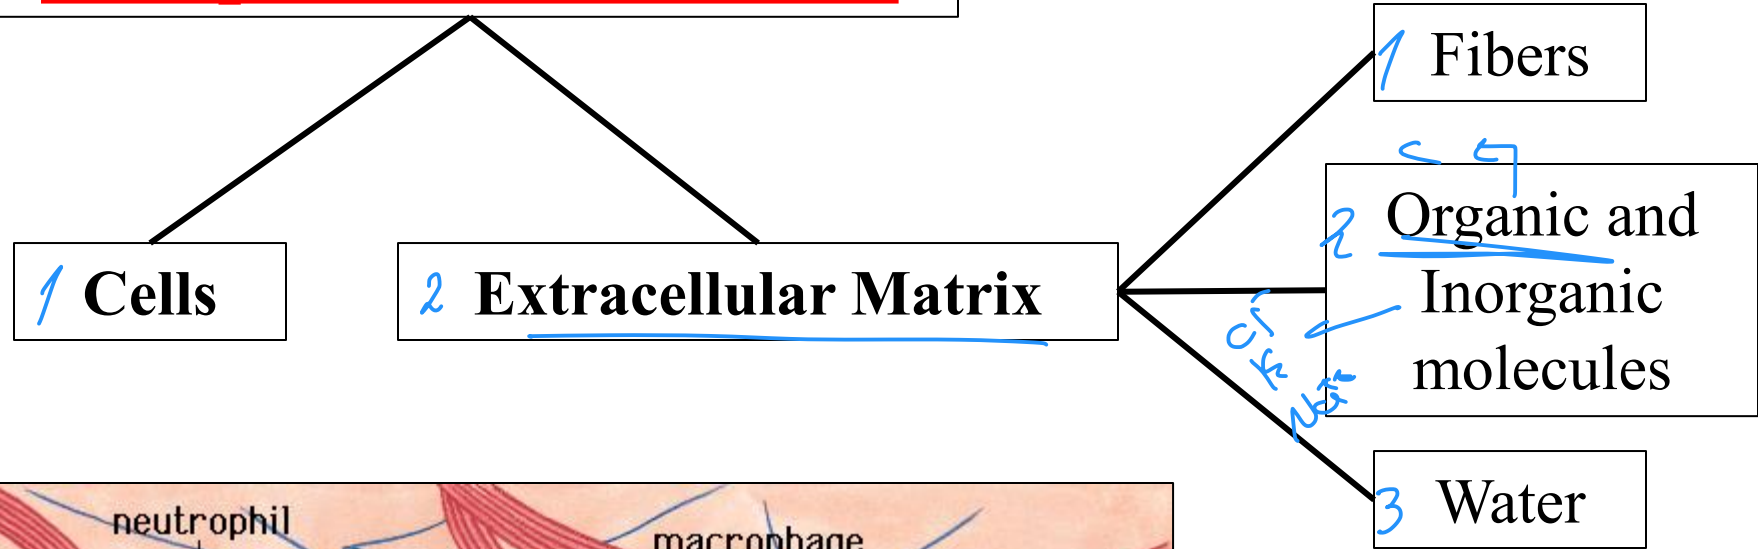 1 Fibers
2 Organic and
Inorganic
molecules
1 Cells
2 Extracellular Matrix
3 Water
neutrophil
macrophage